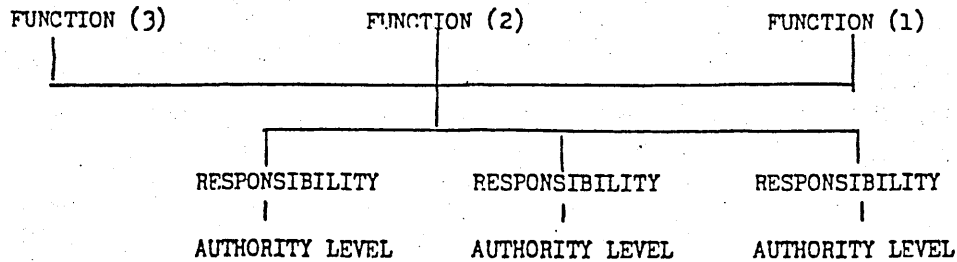 FUNCTION (3) FUNCTION (2) FUNCTION (1)
RESPONSIBILITY RESPONSIBILITY RESPONSIBILITY
AUTHORITY LEVEL AUTHORITY LEVEL AUTHORITY LEVEL